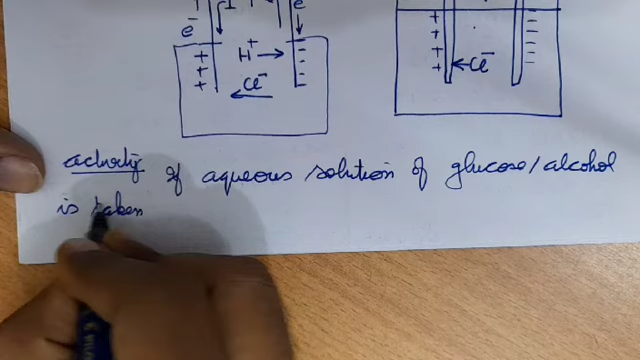 + I + e
e⁻
+ H⁺ → −
+ −
+ Cl⁻ −
+ −
+ −
+ −
+ Cl⁻ −
activity of aqueous solution of glucose/alcohol
is taken